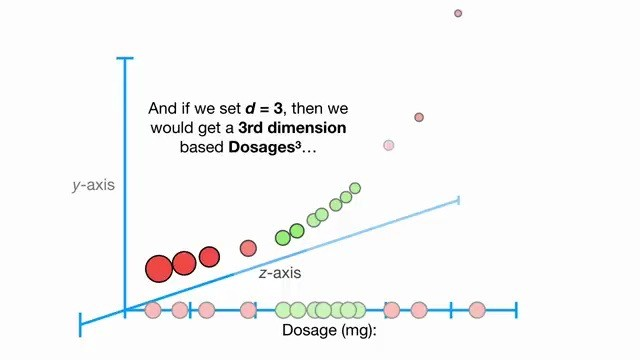 And if we set d = 3, then we
would get a 3rd dimension
based Dosages³…
y-axis
z-axis
Dosage (mg):